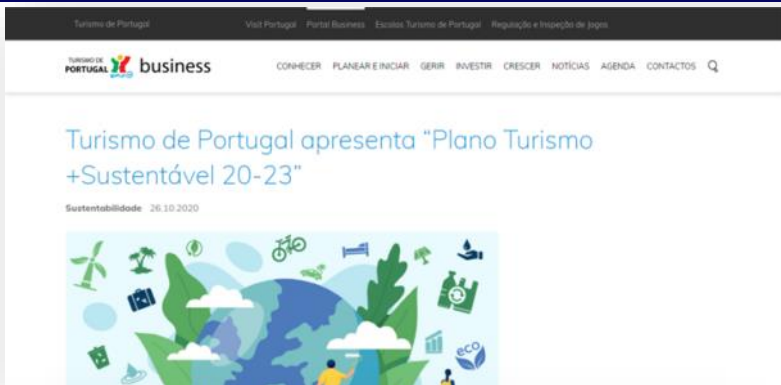 Turismo de Portugal Visit Portugal Portal Business Escolas Turismo de Portugal Regulação e Inspeção de Jogos
TURISMO DE
PORTUGAL business CONHECER PLANEAR E INICIAR GERIR INVESTIR CRESCER NOTÍCIAS AGENDA CONTACTOS
Turismo de Portugal apresenta “Plano Turismo
+Sustentável 20-23”
Sustentabilidade 26.10.2020
eco